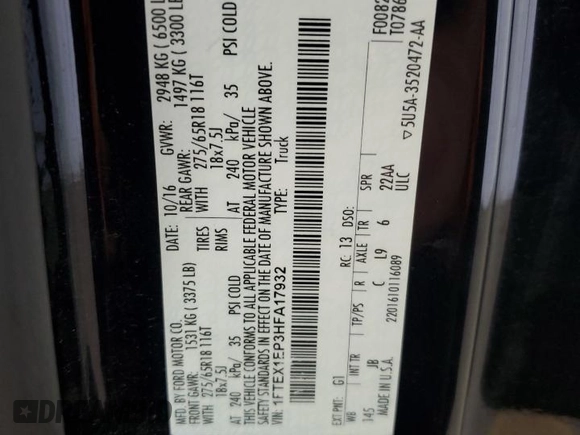 MFD. BY FORD MOTOR CO.
DATE: 10/16 GVWR: 2948 KG ( 6500 L
FRONT GAWR: 1531 KG ( 3375 LB) REAR GAWR: 1497 KG ( 3300 LB
WITH 275/65R18 116T TIRES WITH 275/65R18 116T
18x7.5J RIMS 18x7.5J
AT 240 kPa/ 35 PSI COLD AT 240 kPa/ 35 PSI COLD
THIS VEHICLE CONFORMS TO ALL APPLICABLE FEDERAL MOTOR VEHICLE
SAFETY STANDARDS IN EFFECT ON THE DATE OF MANUFACTURE SHOWN ABOVE.
VIN: 1FTEX1EP3HFA17932 TYPE: Truck
F0082
T0786
EXT PNT: G1 RC: 13 DSO:
WB INT TR TP/PS R AXLE TR SPR
145 JB C L9 6 22AA
ULC
MADE IN U.S.A. 2201610116089
▽5U5A-3520472-AA